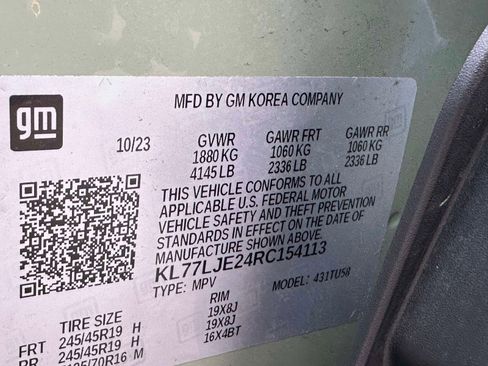 gm
MFD BY GM KOREA COMPANY
10/23
GVWR GAWR FRT GAWR RR
1880 KG 1060 KG 1060 KG
4145 LB 2336 LB 2336 LB
THIS VEHICLE CONFORMS TO ALL
APPLICABLE U.S. FEDERAL MOTOR
VEHICLE SAFETY AND THEFT PREVENTION
STANDARDS IN EFFECT ON THE DATE OF
MANUFACTURE SHOWN ABOVE.
KL77LJE24RC154113
TYPE: MPV MODEL: 431TU58
TIRE SIZE RIM
FRT 245/45R19 H 19X8J
RR 245/45R19 H 19X8J
/70R16 M 16X4BT